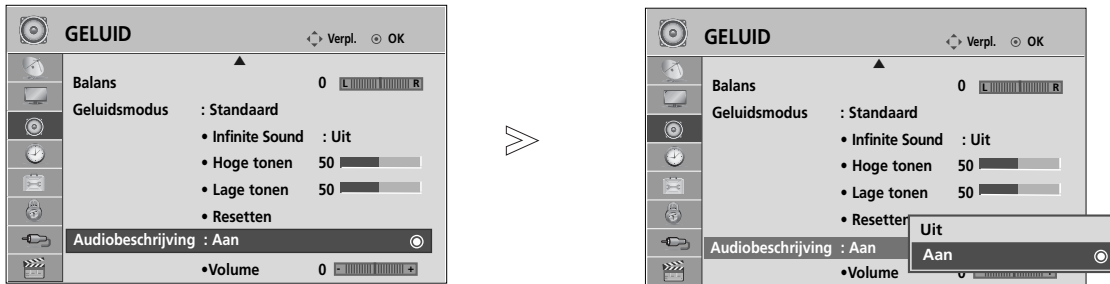 GELUID Verpl. OK
Balans 0 L R
Geluidsmodus : Standaard
• Infinite Sound : Uit
• Hoge tonen 50
• Lage tonen 50
• Resetten
Audiobeschrijving : Aan
•Volume 0 - +
GELUID Verpl. OK
Balans 0 L R
Geluidsmodus : Standaard
• Infinite Sound : Uit
• Hoge tonen 50
• Lage tonen 50
• Resetten
Uit
Audiobeschrijving : Aan
Aan
•Volume 0